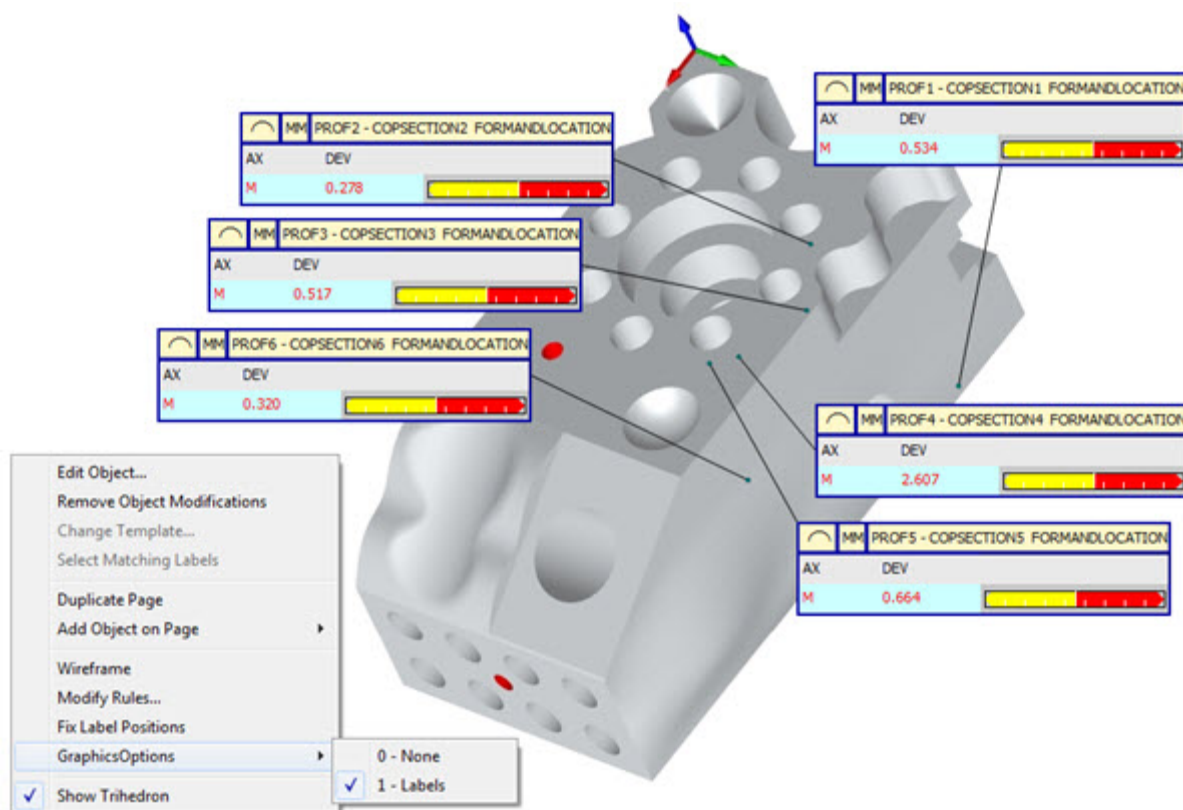 MM PROF1 - COPSECTION1 FORMANDLOCATION
AX DEV
M 0.534
MM PROF2 - COPSECTION2 FORMANDLOCATION
AX DEV
M 0.278
MM PROF3 - COPSECTION3 FORMANDLOCATION
AX DEV
M 0.517
MM PROF6 - COPSECTION6 FORMANDLOCATION
AX DEV
M 0.320
MM PROF4 - COPSECTION4 FORMANDLOCATION
AX DEV
M 2.607
MM PROF5 - COPSECTION5 FORMANDLOCATION
AX DEV
M 0.664
Edit Object...
Remove Object Modifications
Change Template...
Select Matching Labels
Duplicate Page
Add Object on Page
Wireframe
Modify Rules...
Fix Label Positions
GraphicsOptions
0 - None
1 - Labels
Show Trihedron